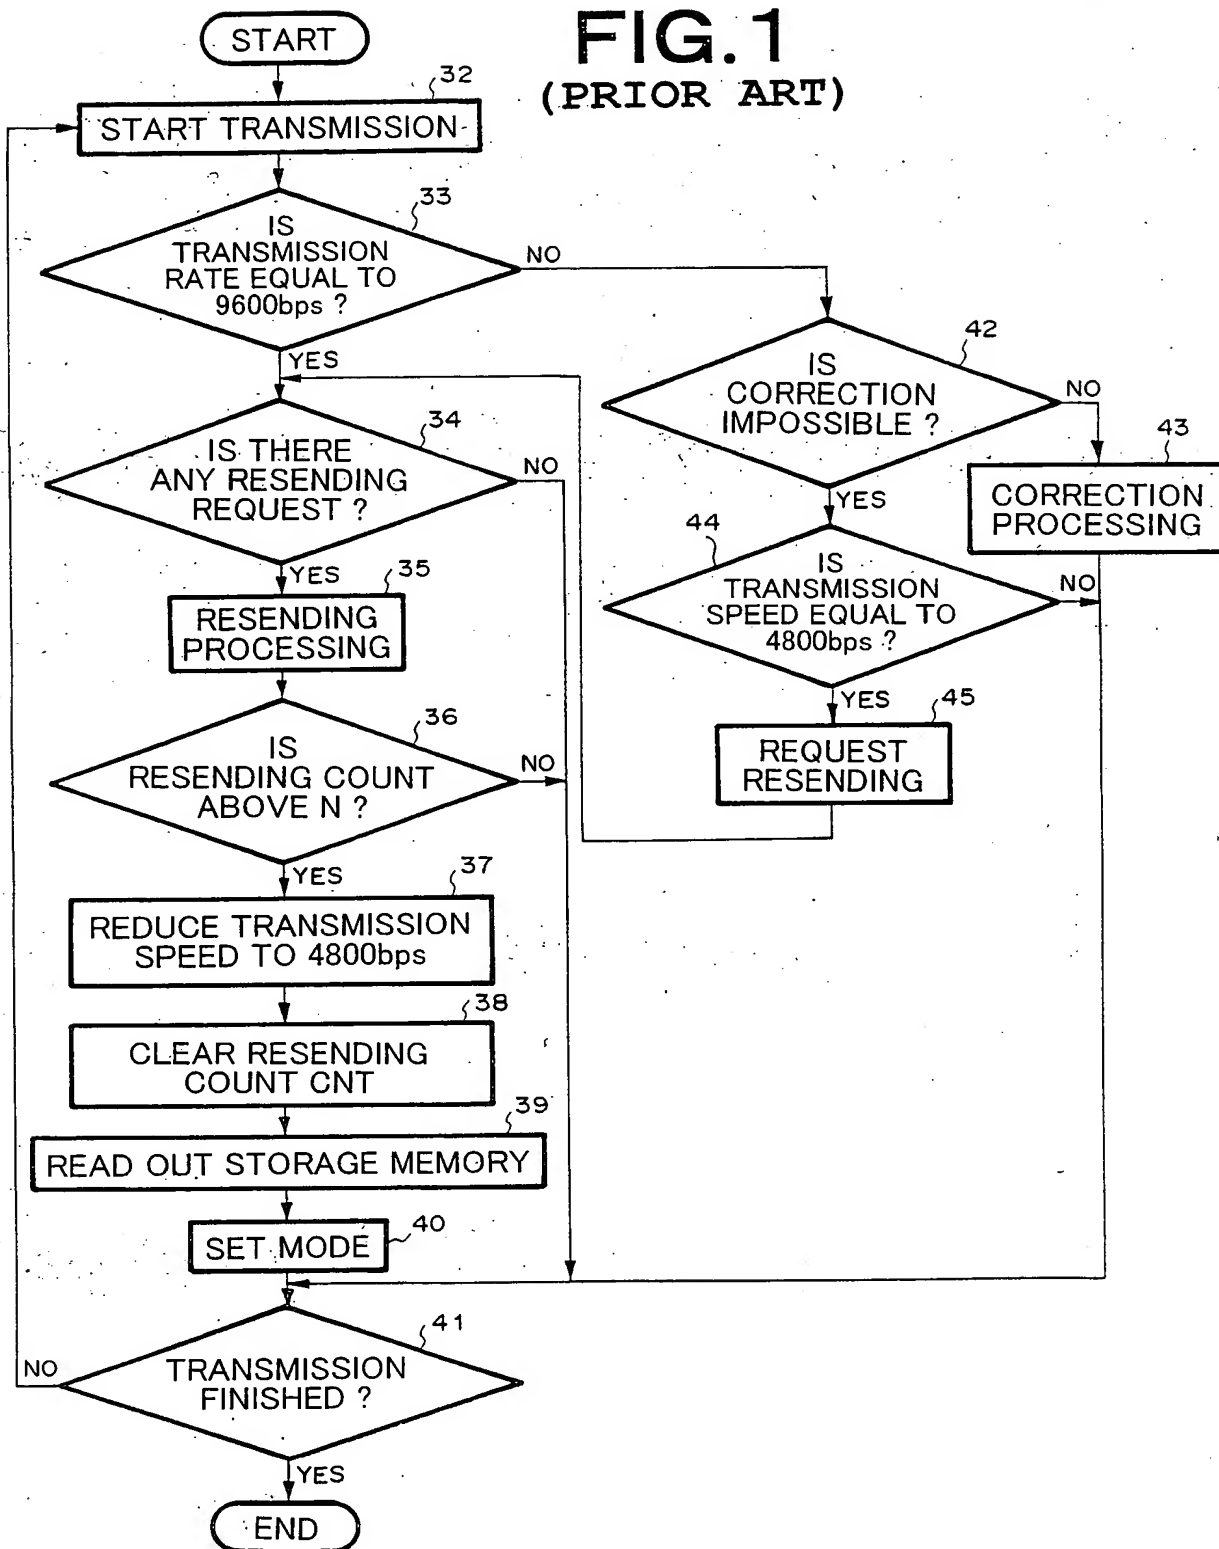 FIG.1
(PRIOR ART)
START
32
START TRANSMISSION
33
IS
TRANSMISSION
RATE EQUAL TO
9600bps ?
NO
YES
34
IS THERE
ANY RESENDING
REQUEST ?
NO
YES
35
RESENDING
PROCESSING
36
IS
RESENDING COUNT
ABOVE N ?
NO
YES
37
REDUCE TRANSMISSION
SPEED TO 4800bps
38
CLEAR RESENDING
COUNT CNT
39
READ OUT STORAGE MEMORY
40
SET MODE
41
TRANSMISSION
FINISHED ?
NO
YES
END
42
IS
CORRECTION
IMPOSSIBLE ?
NO
YES
43
CORRECTION
PROCESSING
44
IS
TRANSMISSION
SPEED EQUAL TO
4800bps ?
NO
YES
45
REQUEST
RESENDING